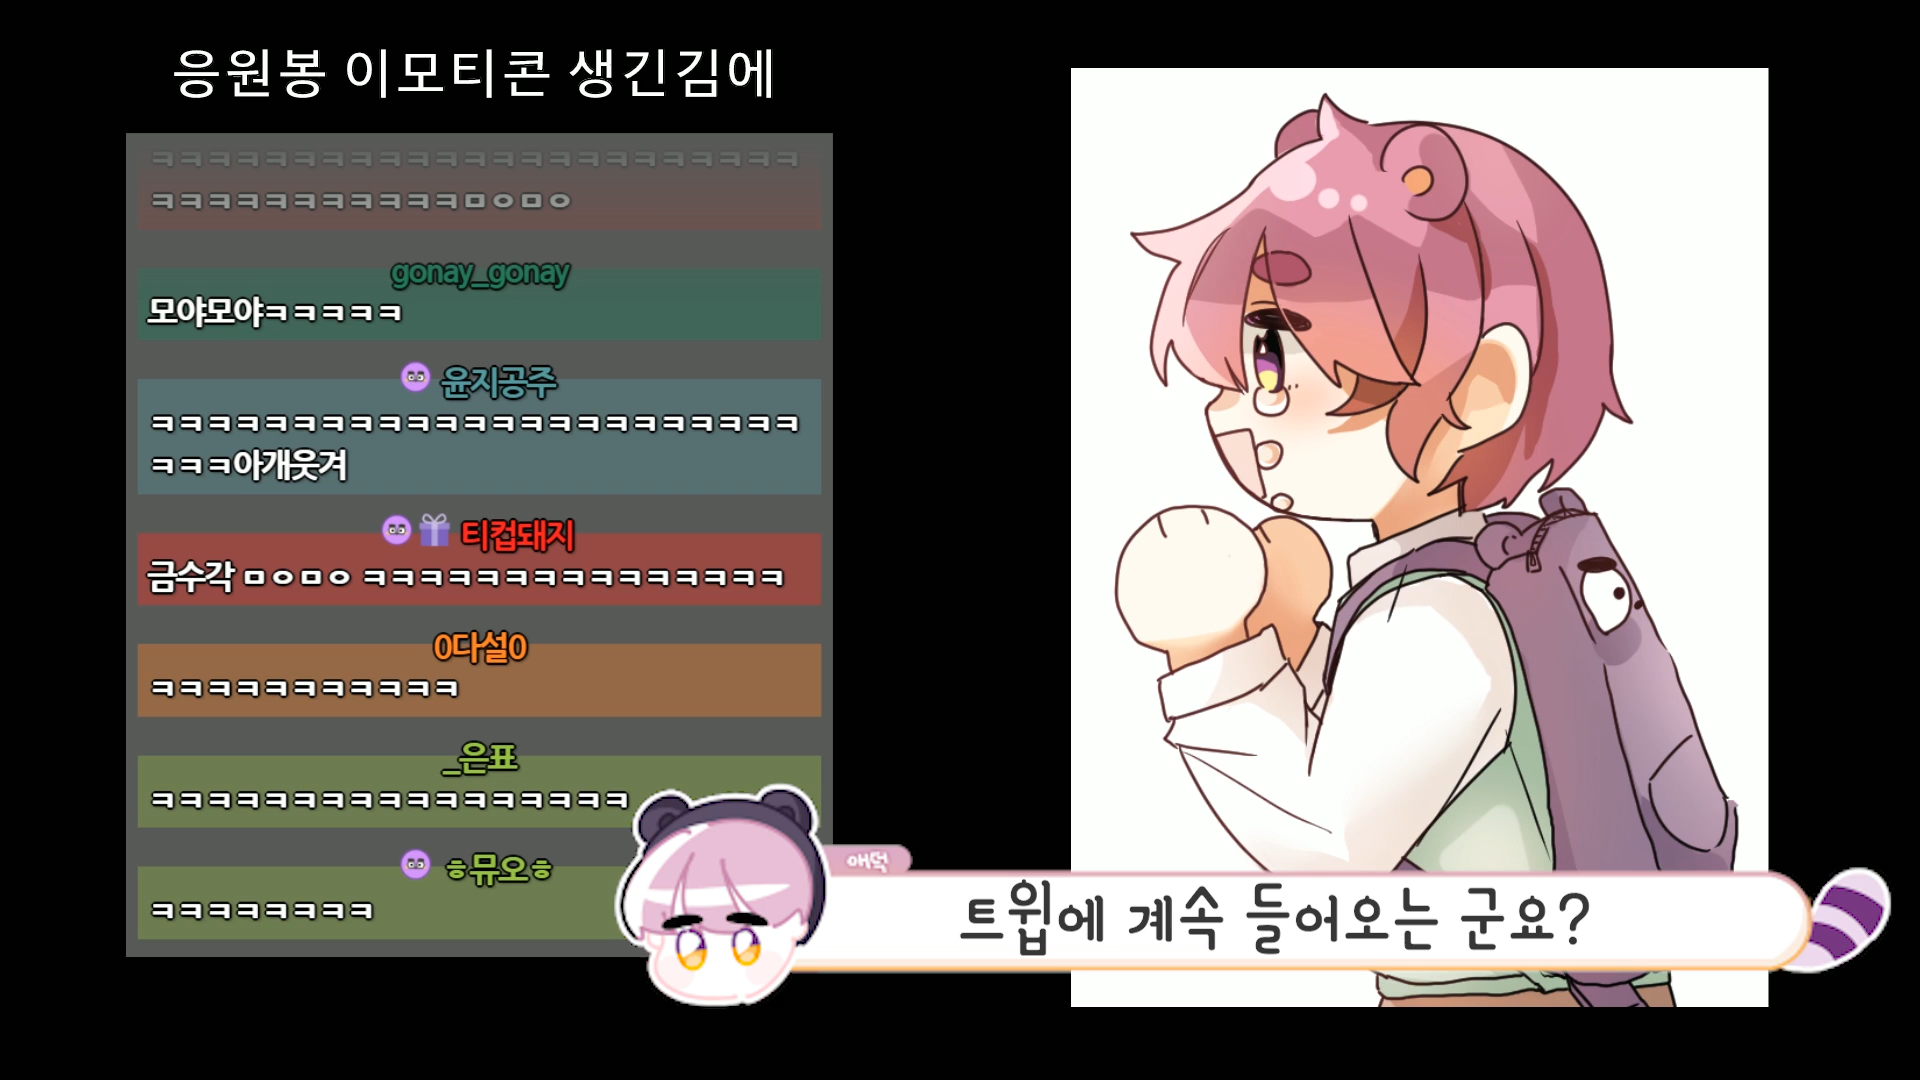 응원봉 이모티콘 생긴김에
ㅋㅋㅋㅋㅋㅋㅋㅋㅋㅋㅋㅋㅋㅋㅋㅋㅋㅋㅋㅋㅋㅋㅋ
ㅋㅋㅋㅋㅋㅋㅋㅋㅋㅋㅋㅁㅇㅁㅇ
gonay_gonay
모야모야ㅋㅋㅋㅋㅋ
윤지공주
ㅋㅋㅋㅋㅋㅋㅋㅋㅋㅋㅋㅋㅋㅋㅋㅋㅋㅋㅋㅋㅋㅋㅋ
ㅋㅋㅋ아개웃겨
티컵돼지
금수각 ㅁㅇㅁㅇ ㅋㅋㅋㅋㅋㅋㅋㅋㅋㅋㅋㅋㅋㅋㅋ
0다설0
ㅋㅋㅋㅋㅋㅋㅋㅋㅋㅋㅋ
_은표
ㅋㅋㅋㅋㅋㅋㅋㅋㅋㅋㅋㅋㅋㅋㅋㅋㅋ
ㅎ뮤오ㅎ
ㅋㅋㅋㅋㅋㅋㅋㅋ
애덕
트윕에 계속 들어오는 군요?